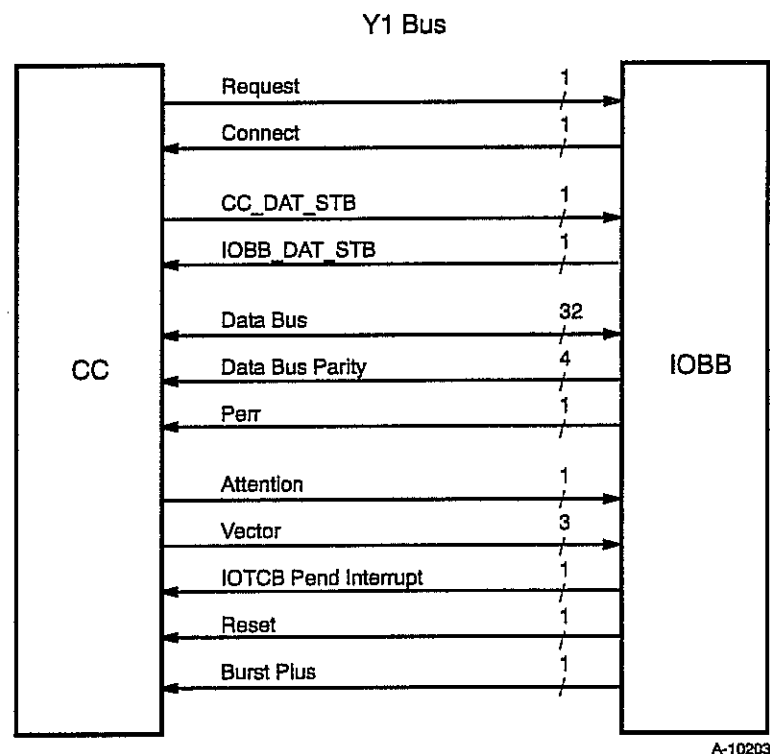 Y1 Bus
Request 1
Connect 1
CC_DAT_STB 1
IOBB_DAT_STB 1
Data Bus 32
CC Data Bus Parity 4 IOBB
Perr 1
Attention 1
Vector 3
IOTCB Pend Interrupt 1
Reset 1
Burst Plus 1
A-10203